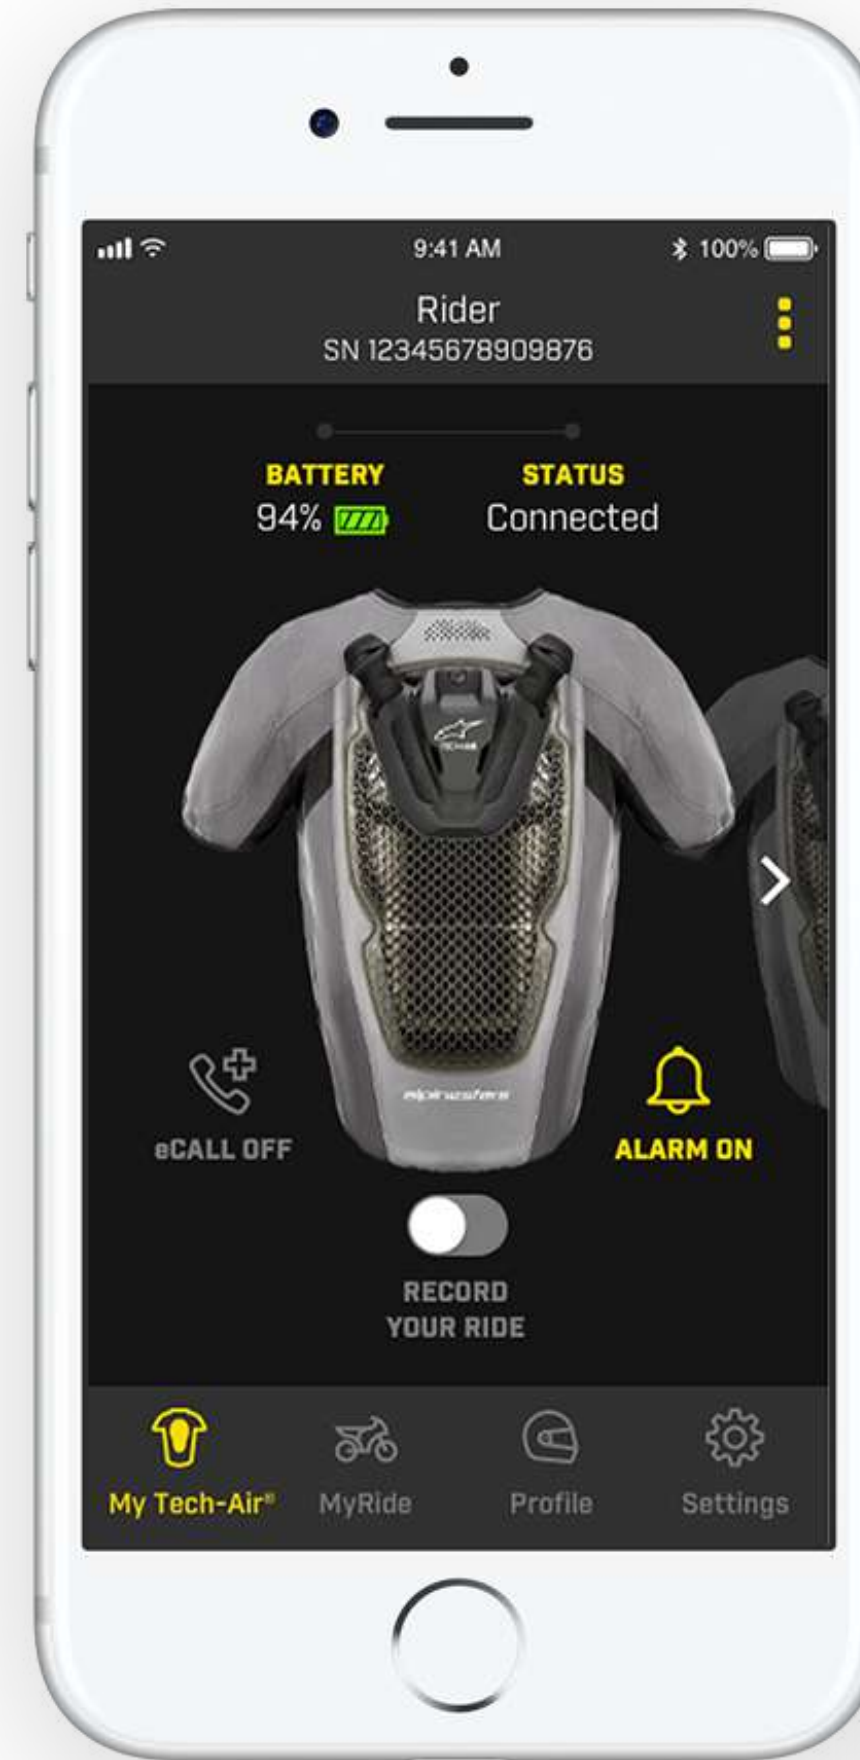 9:41 AM
100%
Rider
SN 12345678909876
BATTERY
STATUS
94%
Connected
alpinestars
eCALL OFF
ALARM ON
RECORD
YOUR RIDE
My Tech-Air®
MyRide
Profile
Settings